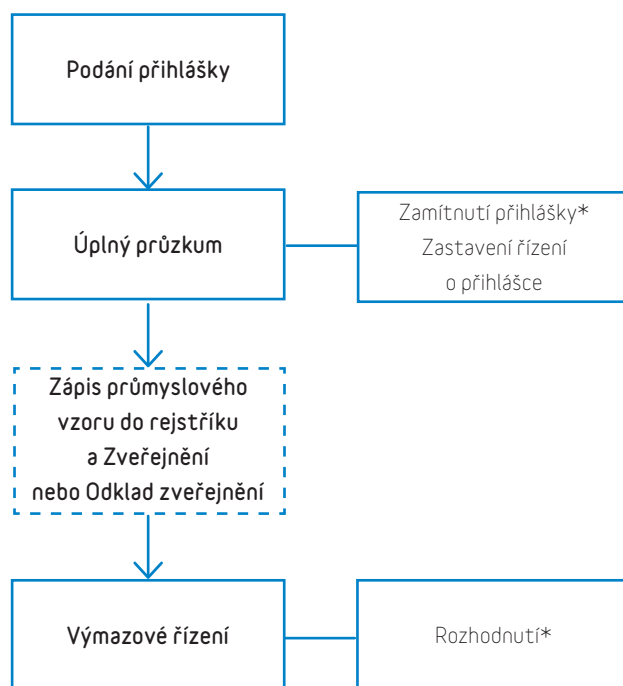 Podání přihlášky
Úplný průzkum
Zamítnutí přihlášky*
Zastavení řízení
o přihlášce
Zápis průmyslového
vzoru do rejstříku
a Zveřejnění
nebo Odklad zveřejnění
Výmazové řízení
Rozhodnutí*